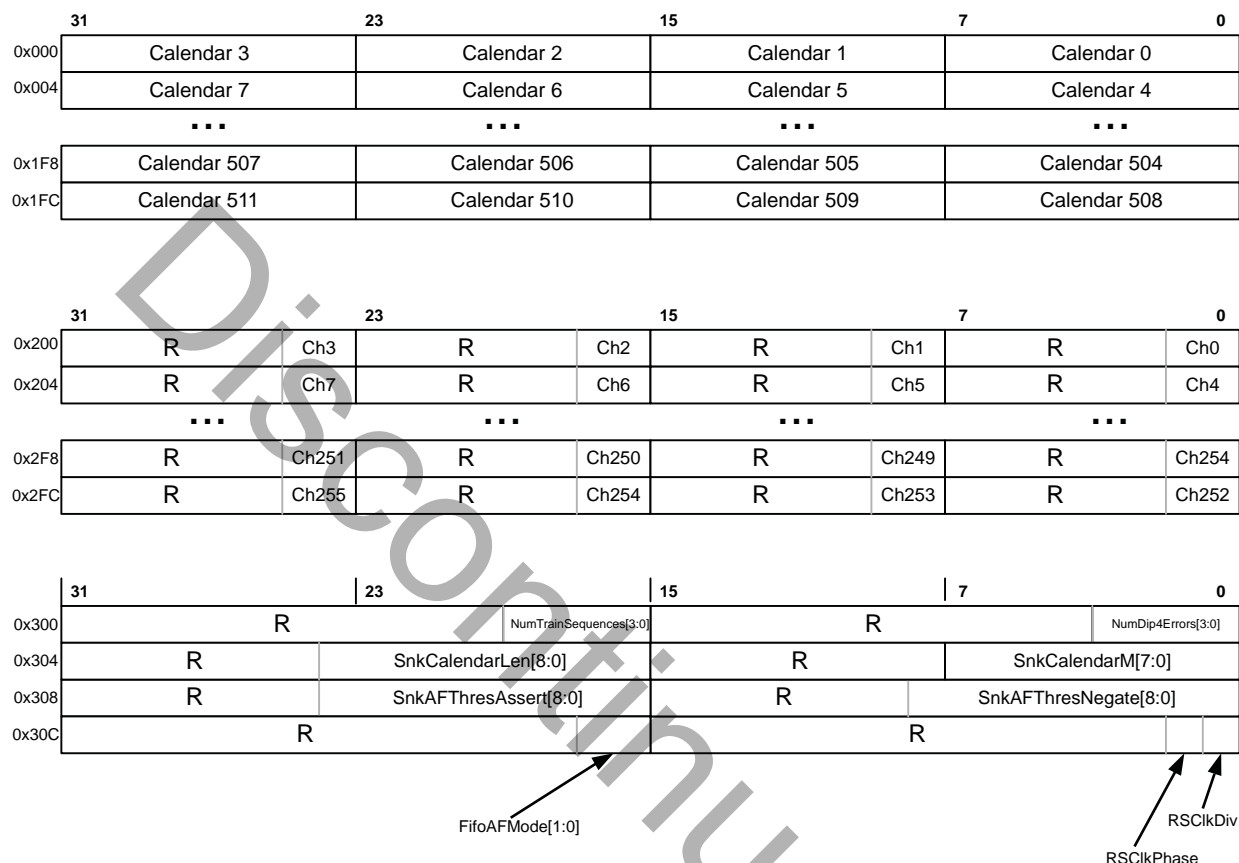 31 23 15 7 0
0x000 Calendar 3 Calendar 2 Calendar 1 Calendar 0
0x004 Calendar 7 Calendar 6 Calendar 5 Calendar 4
... ... ... ...
0x1F8 Calendar 507 Calendar 506 Calendar 505 Calendar 504
0x1FC Calendar 511 Calendar 510 Calendar 509 Calendar 508
31 23 15 7 0
0x200 R Ch3 R Ch2 R Ch1 R Ch0
0x204 R Ch7 R Ch6 R Ch5 R Ch4
... ... ... ...
0x2F8 R Ch251 R Ch250 R Ch249 R Ch254
0x2FC R Ch255 R Ch254 R Ch253 R Ch252
31 23 15 7 0
0x300 R NumTrainSequences[3:0] R NumDip4Errors[3:0]
0x304 R SnkCalendarLen[8:0] R SnkCalendarM[7:0]
0x308 R SnkAFThresAssert[8:0] R SnkAFThresNegate[8:0]
0x30C R R
FifoAFMode[1:0]
RSClkDiv
RSClkPhase
Discontinu